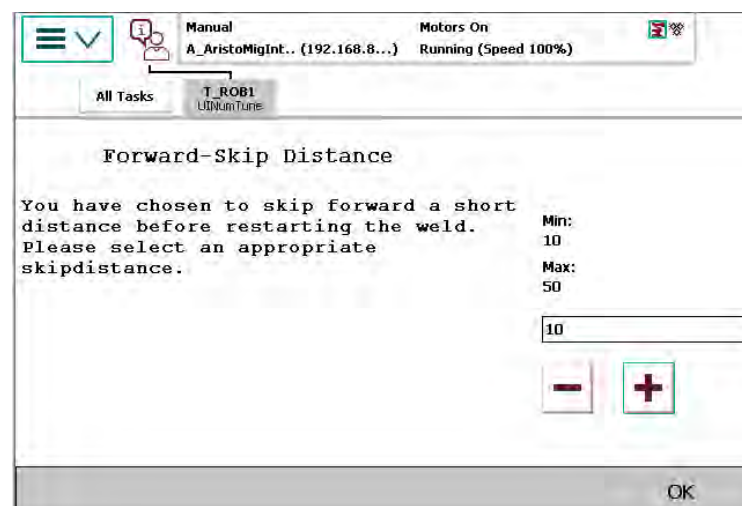 Manual
Motors On
A_AristoMigInt.. (192.168.8...)
Running (Speed 100%)
All Tasks
T_ROB1
UINumTune
Forward-Skip Distance
You have chosen to skip forward a short
distance before restarting the weld.
Please select an appropriate
skipdistance.
Min:
10
Max:
50
10
OK